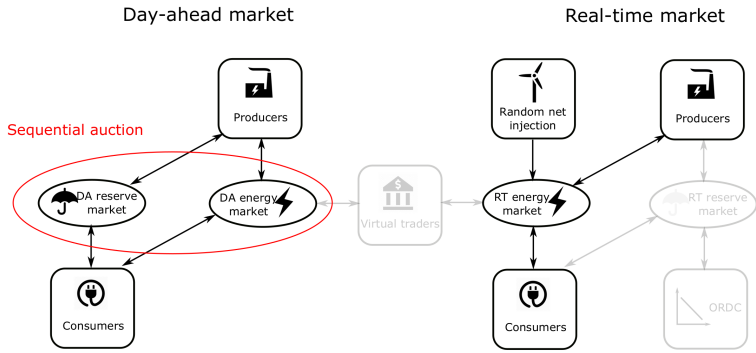 Day-ahead market
Real-time market
Producers
Random net
injection
Producers
Sequential auction
DA reserve
market
DA energy
market
$
Virtual traders
RT energy
market
RT reserve
market
Consumers
Consumers
ORDC